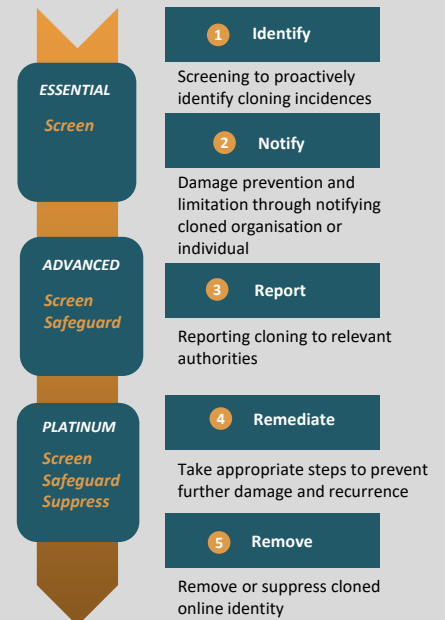 1 Identify
Screening to proactively
identify cloning incidences
ESSENTIAL
Screen
2 Notify
Damage prevention and
limitation through notifying
cloned organisation or
individual
ADVANCED
Screen
Safeguard
3 Report
Reporting cloning to relevant
authorities
PLATINUM
Screen
Safeguard
Suppress
4 Remediate
Take appropriate steps to prevent
further damage and recurrence
5 Remove
Remove or suppress cloned
online identity